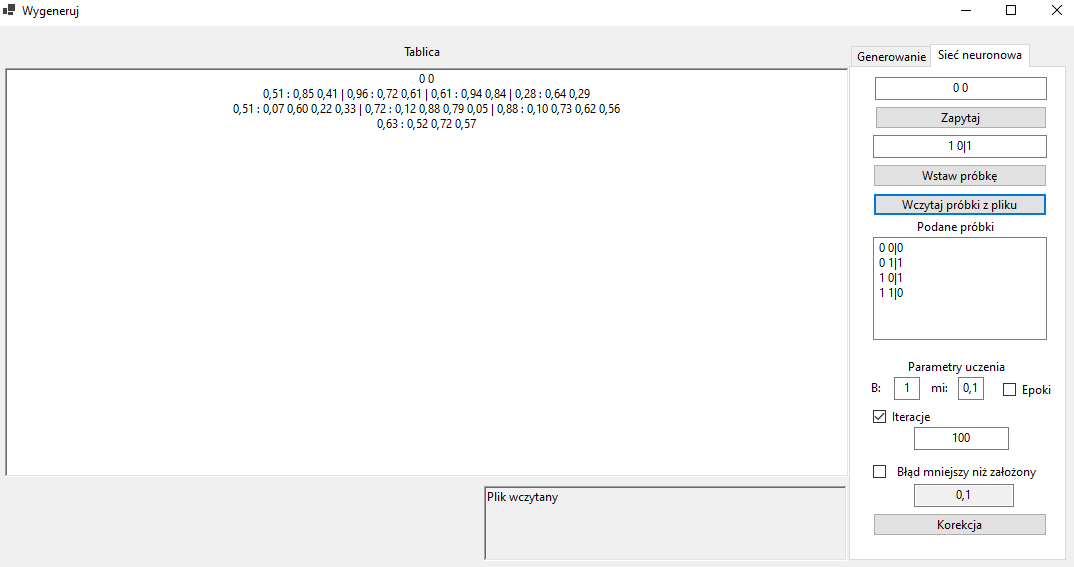 Wygeneruj
Tablica
0 0
0,51 : 0,85 0,41 | 0,96 : 0,72 0,61 | 0,61 : 0,94 0,84 | 0,28 : 0,64 0,29
0,51 : 0,07 0,60 0,22 0,33 | 0,72 : 0,12 0,88 0,79 0,05 | 0,88 : 0,10 0,73 0,62 0,56
0,63 : 0,52 0,72 0,57
Plik wczytany
Generowanie
Sieć neuronowa
0 0
Zapytaj
1 0|1
Wstaw próbkę
Wczytaj próbki z pliku
Podane próbki
0 0|0
0 1|1
1 0|1
1 1|0
Parametry uczenia
B: 1 mi: 0,1 Epoki
Iteracje
100
Błąd mniejszy niż założony
0,1
Korekcja